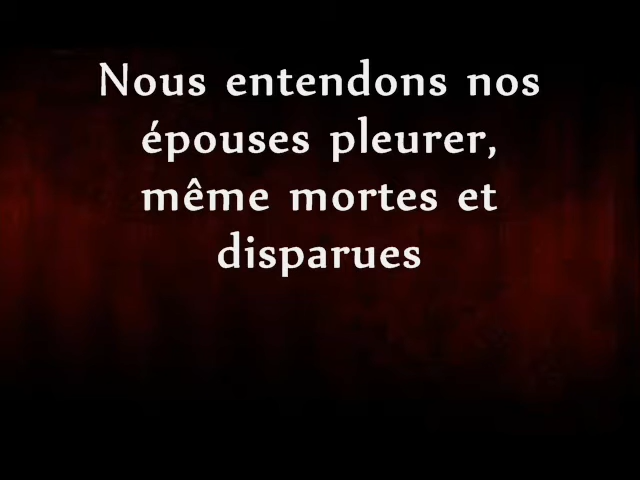 Nous entendons nos
épouses pleurer,
même mortes et
disparues